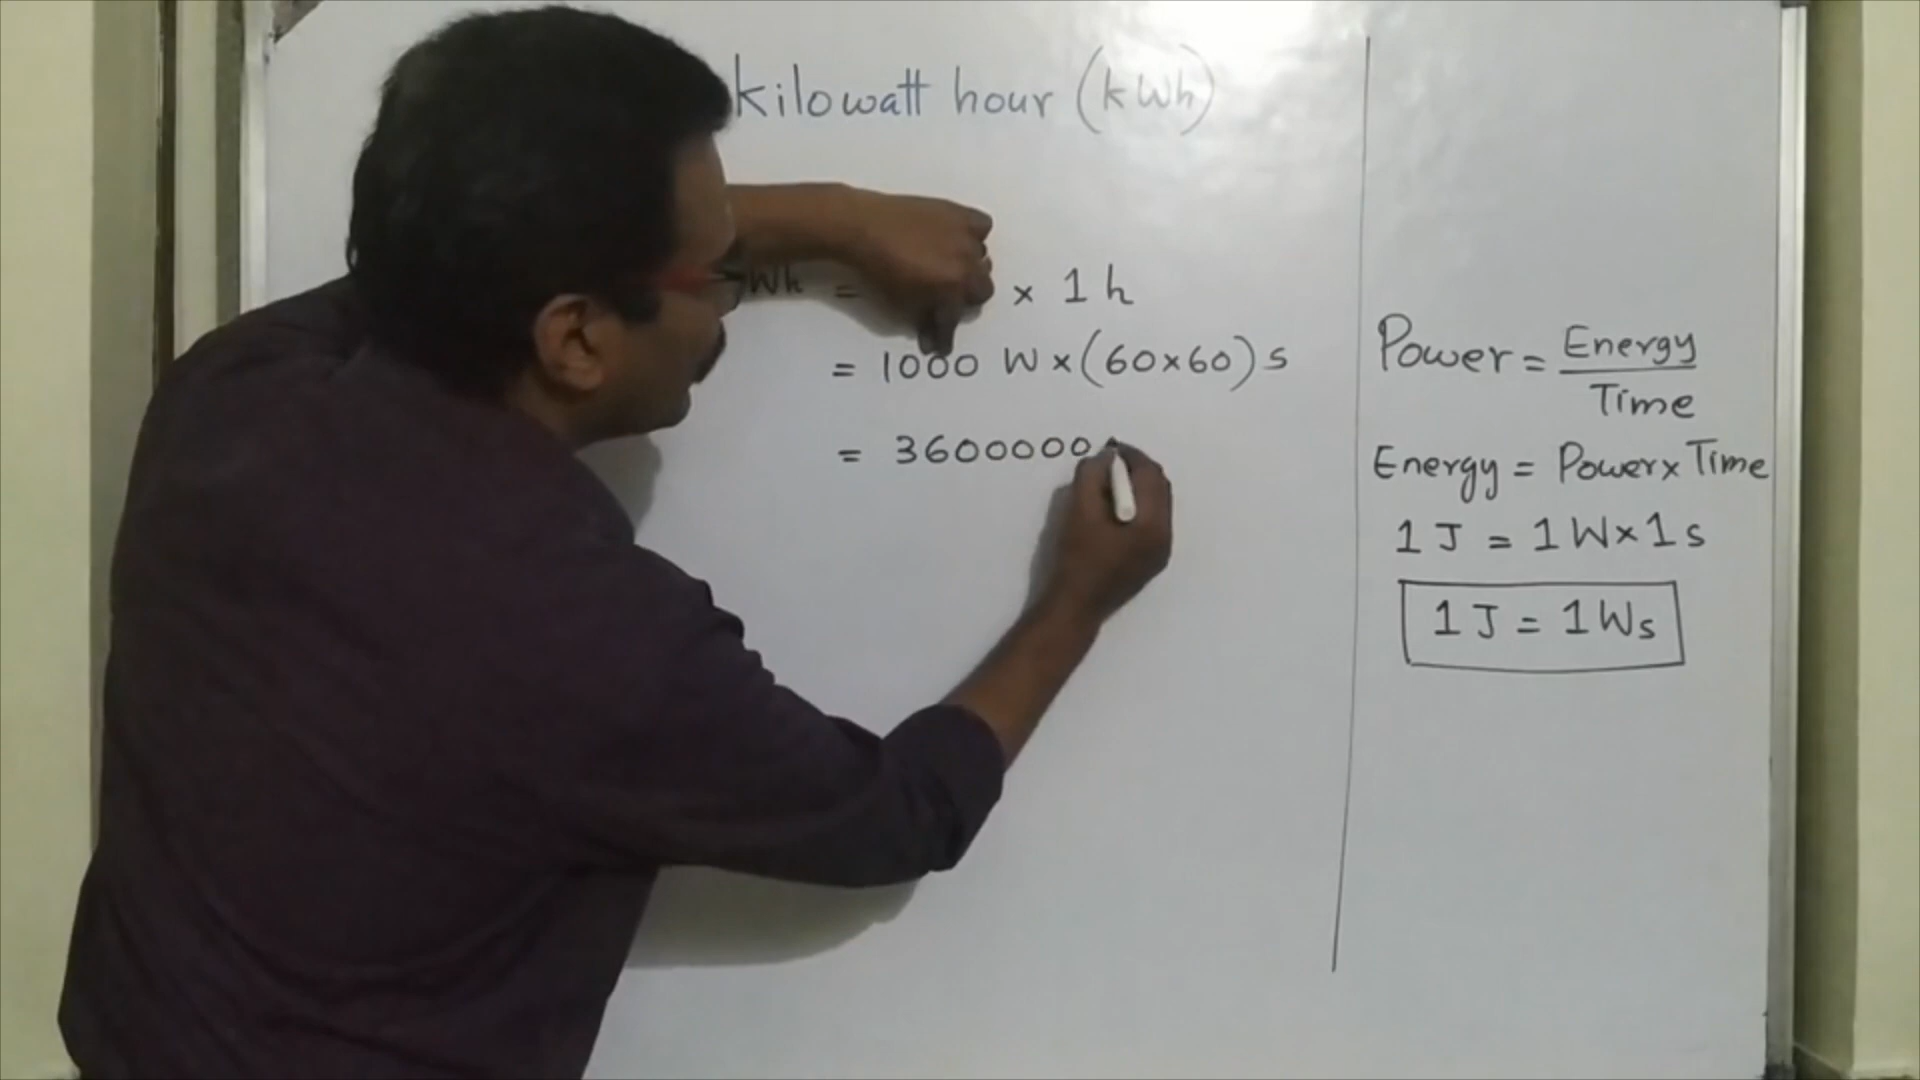 kilowatt hour (kWh)
Wh = × 1 h
= 1000 W × (60×60) s
= 3600000
Power = Energy
Time
Energy = Power × Time
1 J = 1 W × 1 s
1 J = 1 Ws